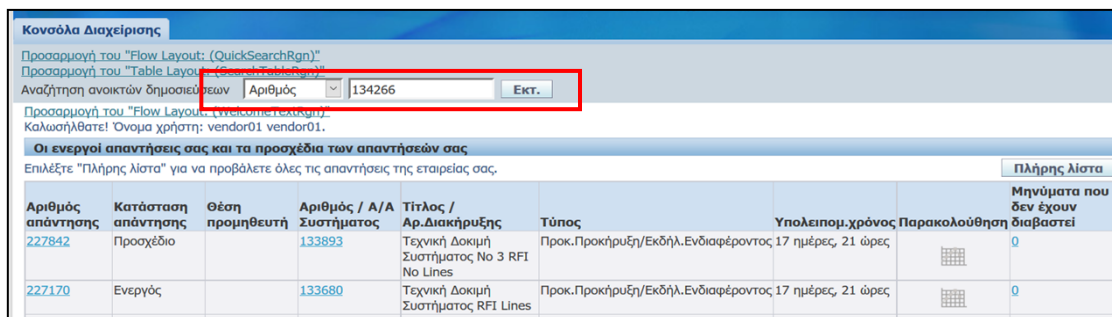 Κονσόλα Διαχείρισης
Προσαρμογή του "Flow Layout: (QuickSearchRgn)"
Προσαρμογή του "Table Layout: (SearchTableRgn)"
Αναζήτηση ανοικτών δημοσιεύσεων Αριθμός 134266 Εκτ.
Προσαρμογή του "Flow Layout: (WelcomeTextRgn)"
Καλωσήλθατε! Όνομα χρήστη: vendor01 vendor01.
Οι ενεργοί απαντήσεις σας και τα προσχέδια των απαντήσεών σας
Επιλέξτε "Πλήρης λίστα" για να προβάλετε όλες τις απαντήσεις της εταιρείας σας. Πλήρης λίστα
Μηνύματα που
Αριθμός Κατάσταση Θέση Αριθμός / Α/Α Τίτλος / δεν έχουν
απάντησης απάντησης προμηθευτή Συστήματος Αρ.Διακήρυξης Τύπος Υπολειπομ.χρόνος Παρακολούθηση διαβαστεί
227842 Προσχέδιο 133893 Τεχνική Δοκιμή Προκ.Προκήρυξη/Εκδήλ.Ενδιαφέροντος 17 ημέρες, 21 ώρες 0
Συστήματος No 3 RFI
No Lines
227170 Ενεργός 133680 Τεχνική Δοκιμή Προκ.Προκήρυξη/Εκδήλ.Ενδιαφέροντος 17 ημέρες, 21 ώρες 0
Συστήματος RFI Lines